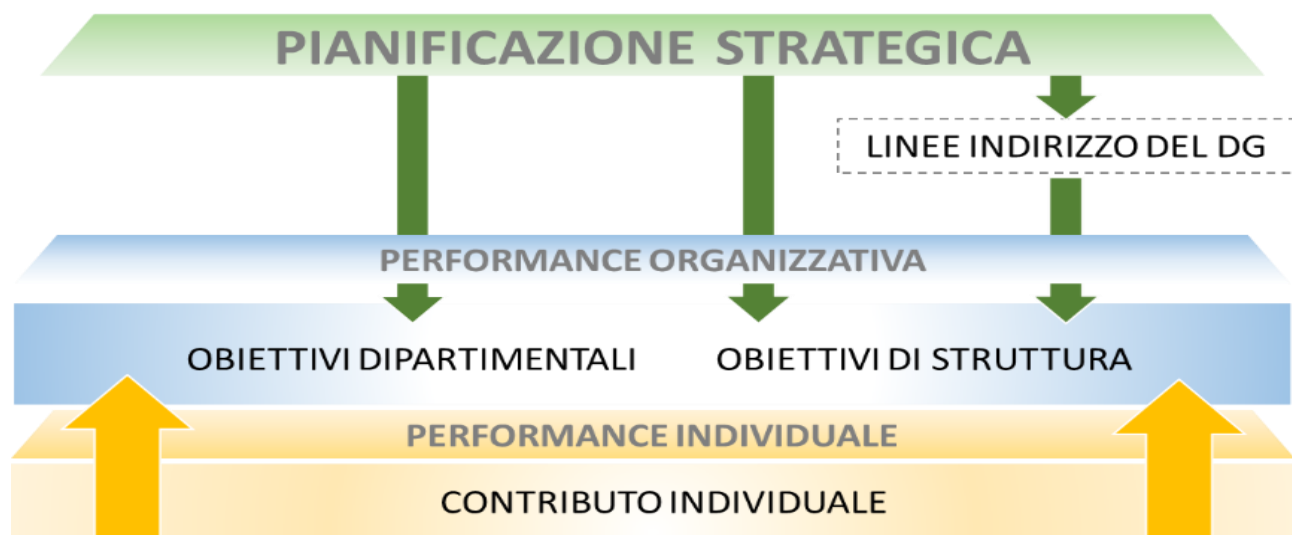 PIANIFICAZIONE STRATEGICA
LINEE INDIRIZZO DEL DG
PERFORMANCE ORGANIZZATIVA
OBIETTIVI DIPARTIMENTALI
OBIETTIVI DI STRUTTURA
PERFORMANCE INDIVIDUALE
CONTRIBUTO INDIVIDUALE